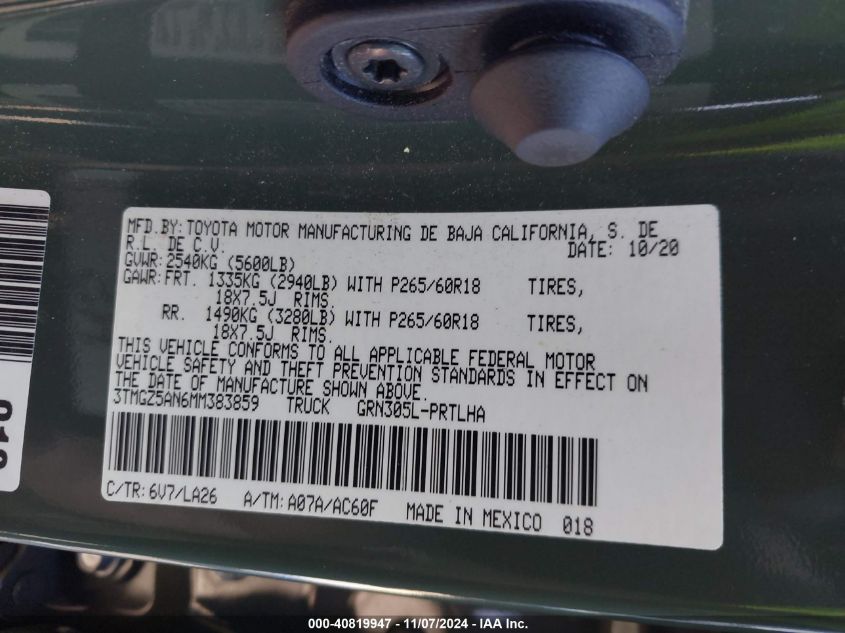 MFD.BY: TOYOTA MOTOR MANUFACTURING DE BAJA CALIFORNIA, S. DE
R.L. DE C.V. DATE: 10/20
GVWR: 2540KG (5600LB)
GAWR: FRT. 1335KG (2940LB) WITH P265/60R18 TIRES,
18X7.5J RIMS.
RR. 1490KG (3280LB) WITH P265/60R18 TIRES,
18X7.5J RIMS.
THIS VEHICLE CONFORMS TO ALL APPLICABLE FEDERAL MOTOR
VEHICLE SAFETY AND THEFT PREVENTION STANDARDS IN EFFECT ON
THE DATE OF MANUFACTURE SHOWN ABOVE.
3TMGZ5AN6MM383859 TRUCK GRN305L-PRTLHA
C/TR: 6V7/LA26 A/TM: A07A/AC60F MADE IN MEXICO 018
000-40819947 - 11/07/2024 - IAA Inc.